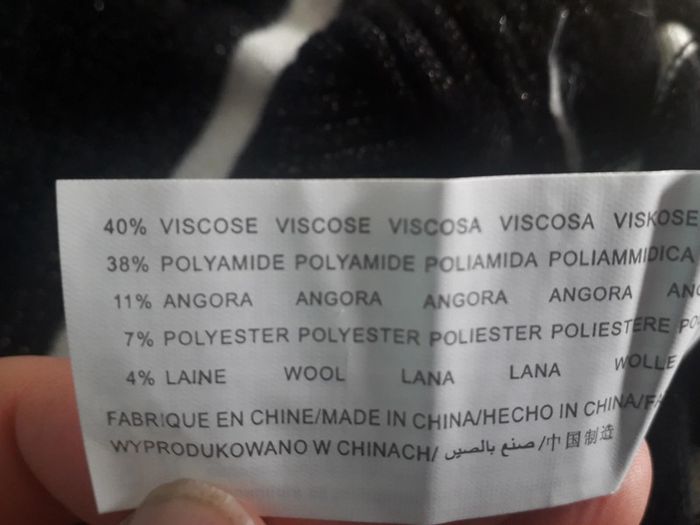 40% VISCOSE VISCOSE VISCOSA VISCOSA VISKOSE
38% POLYAMIDE POLYAMIDE POLIAMIDA POLIAMMIDICA
11% ANGORA ANGORA ANGORA ANGORA
7% POLYESTER POLYESTER POLIESTER POLIESTERE
4% LAINE WOOL LANA LANA WOLLE
FABRIQUE EN CHINE/MADE IN CHINA/HECHO IN CHINA/
WYPRODUKOWANO W CHINACH/ صنع بالصين /中国制造